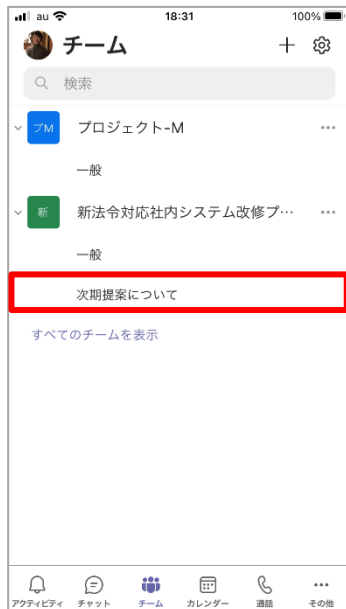 au 18:31 100%
チーム
検索
プM プロジェクト-M
一般
新 新法令対応社内システム改修プ…
一般
次期提案について
すべてのチームを表示
アクティビティ チャット チーム カレンダー 通話 その他